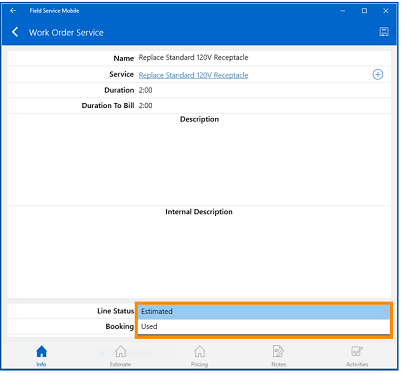 Field Service Mobile
Work Order Service
Name Replace Standard 120V Receptacle
Service Replace Standard 120V Receptacle
Duration 2:00
Duration To Bill 2:00
Description
Internal Description
Line Status Estimated
Booking Used
Info Estimate Pricing Notes Activities